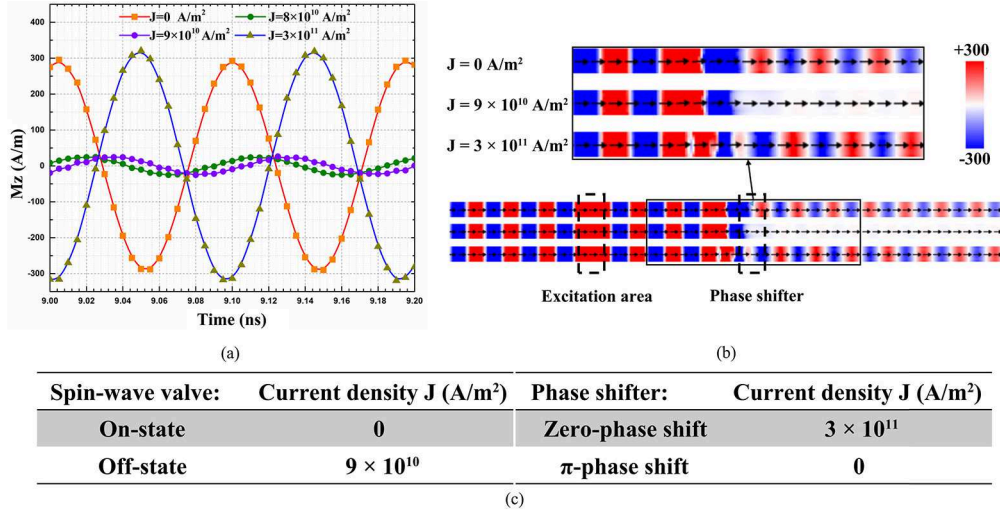 J=0 A/m²
J=8×10¹⁰ A/m²
J=9×10¹⁰ A/m²
J=3×10¹¹ A/m²
400
300
200
100
0
-100
-200
-300
Mz (A/m)
9.00 9.02 9.04 9.06 9.08 9.10 9.12 9.14 9.16 9.18 9.20
Time (ns)
(a)
J = 0 A/m²
J = 9 × 10¹⁰ A/m²
J = 3 × 10¹¹ A/m²
+300
-300
Excitation area
Phase shifter
(b)
Spin-wave valve: Current density J (A/m²) Phase shifter: Current density J (A/m²)
On-state 0 Zero-phase shift 3 × 10¹¹
Off-state 9 × 10¹⁰ π-phase shift 0
(c)